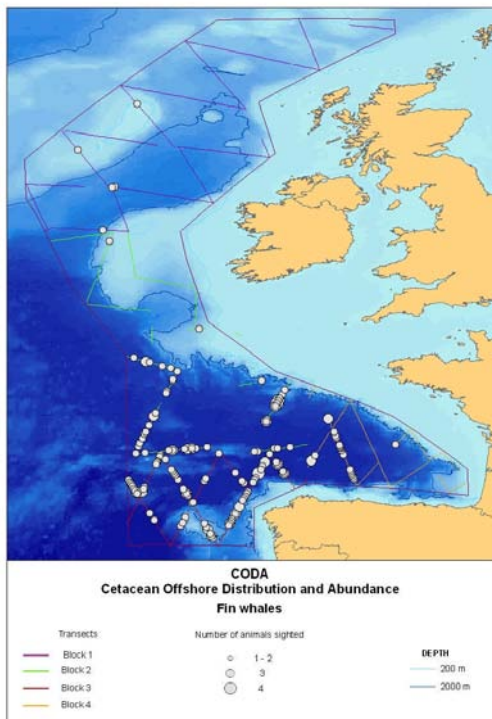 CODA
Cetacean Offshore Distribution and Abundance
Fin whales
Transects
Block 1
Block 2
Block 3
Block 4
Number of animals sighted
1 - 2
3
4
DEPTH
200 m
2000 m